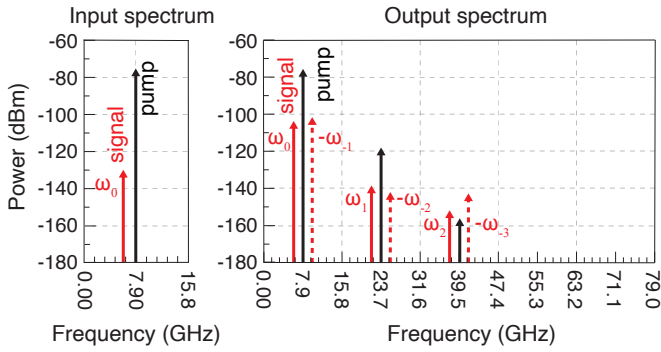 Input spectrum
Output spectrum
Power (dBm)
-60
-80
-100
-120
-140
-160
-180
pump
signal
ω0
0.00
7.90
15.8
Frequency (GHz)
-60
-80
-100
-120
-140
-160
-180
signal
pump
ω0
-ω-1
ω1
-ω-2
ω2
-ω-3
0.00
7.9
15.8
23.7
31.6
39.5
47.4
55.3
63.2
71.1
79.0
Frequency (GHz)